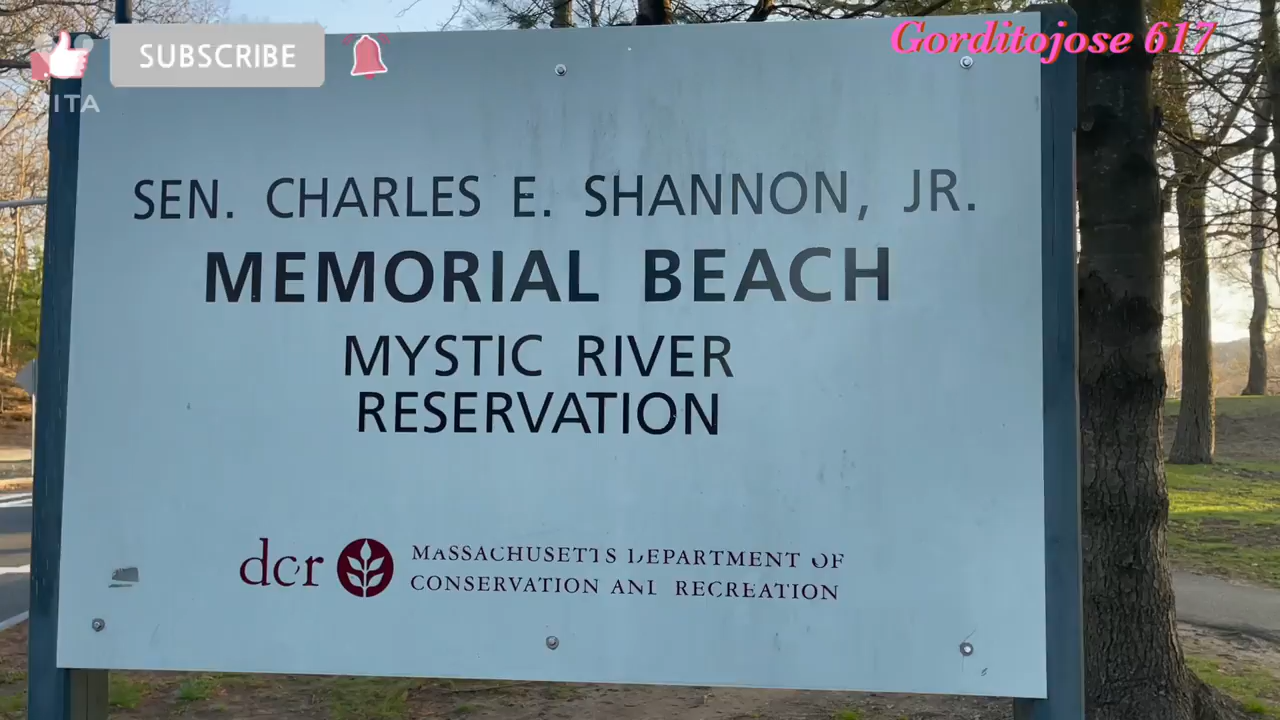 SUBSCRIBE
Gorditojose 617
VITA
SEN. CHARLES E. SHANNON, JR.
MEMORIAL BEACH
MYSTIC RIVER
RESERVATION
dcr
MASSACHUSETTS DEPARTMENT OF
CONSERVATION AND RECREATION